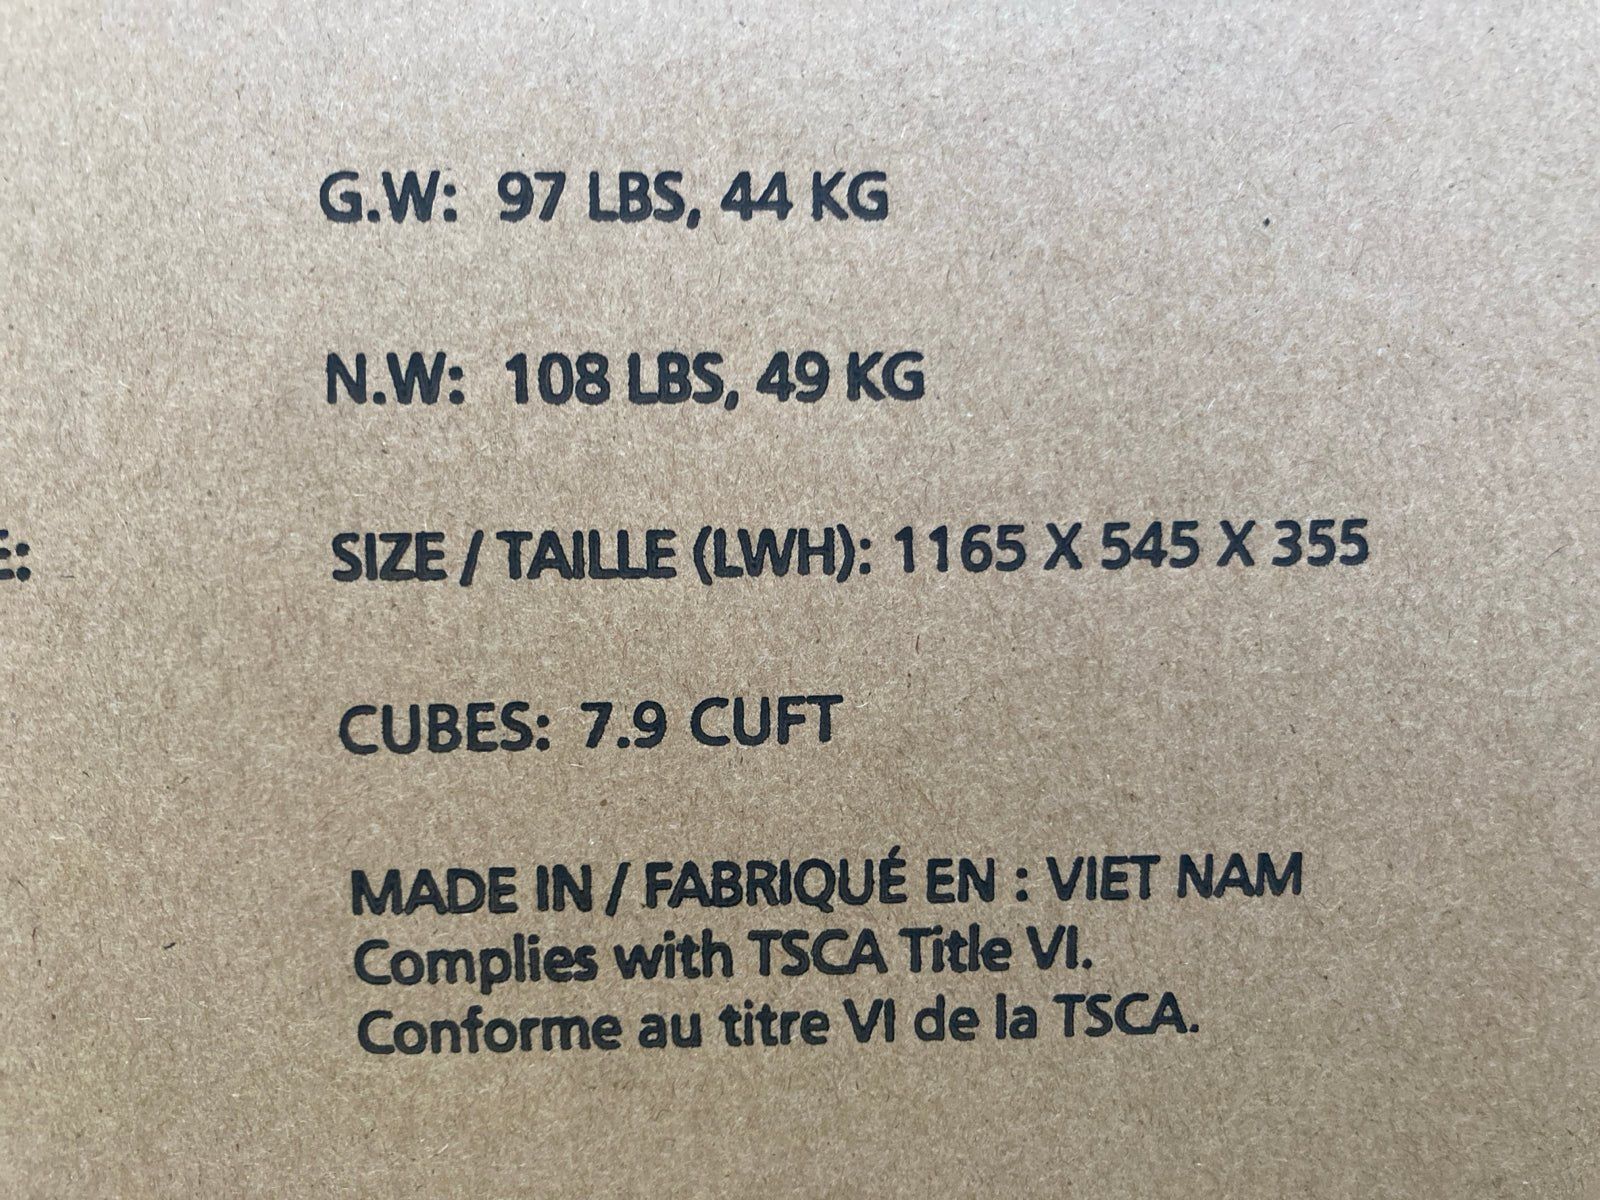 G.W: 97 LBS, 44 KG
N.W: 108 LBS, 49 KG
E:
SIZE / TAILLE (LWH): 1165 X 545 X 355
CUBES: 7.9 CUFT
MADE IN / FABRIQUÉ EN : VIET NAM
Complies with TSCA Title VI.
Conforme au titre VI de la TSCA.